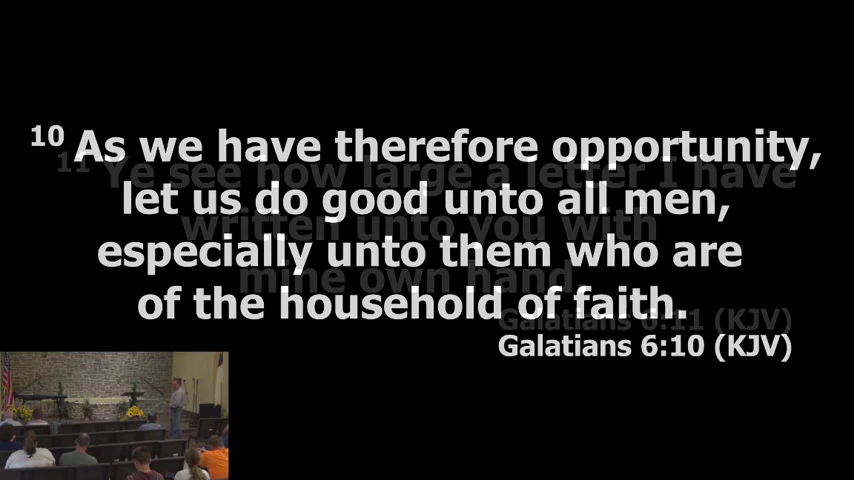 10 As we have therefore opportunity,
let us do good unto all men,
especially unto them who are
of the household of faith.
Galatians 6:10 (KJV)
11 Ye see how large a letter I have
written unto you with
mine own hand.
Galatians 6:11 (KJV)